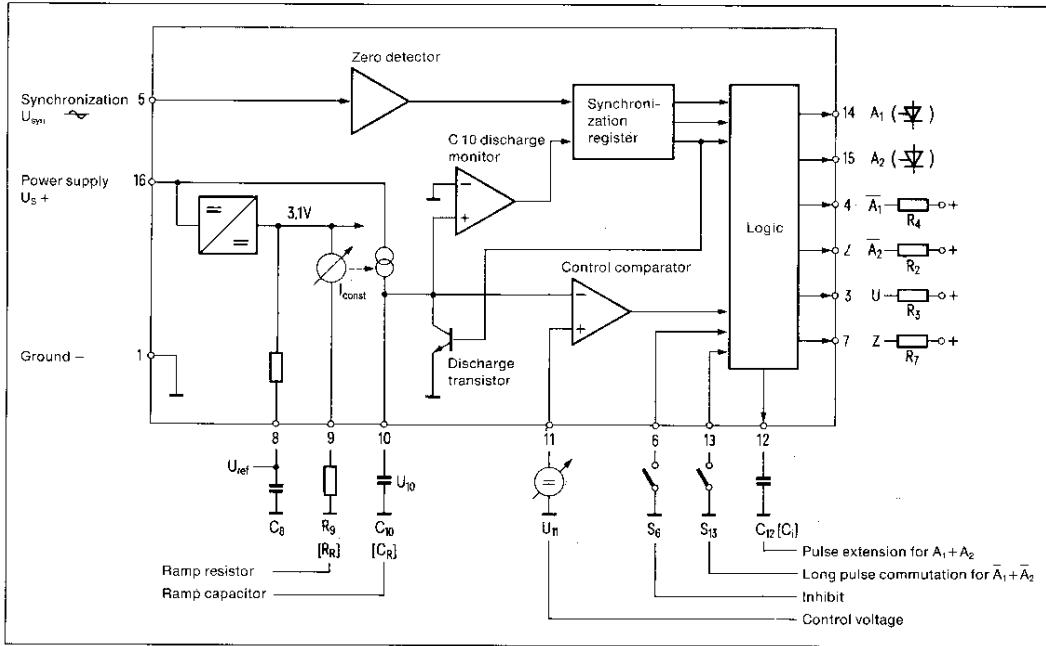 Zero detector
Synchronization
U_syn
5
Synchroni-
zation
register
14 A₁
C 10 discharge
monitor
15 A₂
Power supply
U_S +
16
4 A̅₁ +
R₄
3,1V
Logic
2 A̅₂ +
R₂
I_const
Control comparator
3 U +
R₃
Ground –
1
Discharge
transistor
7 Z +
R₇
8 9 10 11 6 13 12
U_ref
U₁₀
C₈ R₉ C₁₀ U₁₁ S₆ S₁₃ C₁₂ [C_i]
[R_R] [C_R]
Pulse extension for A₁ + A₂
Ramp resistor
Long pulse commutation for A̅₁ + A̅₂
Ramp capacitor
Inhibit
Control voltage